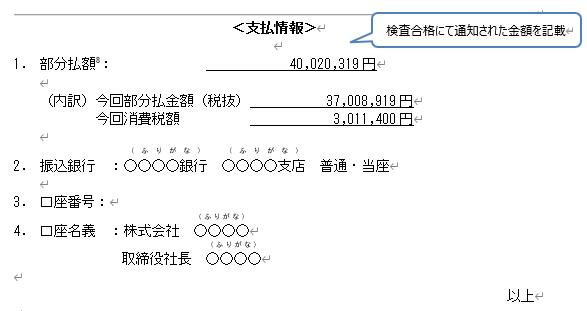 ＜支払情報＞
検査合格にて通知された金額を記載
1. 部分払額8： 40,020,319円
（内訳）今回部分払金額（税抜） 37,008,919円
今回消費税額 3,011,400円
（ふりがな） （ふりがな）
2. 振込銀行 ：○○○○銀行 ○○○○支店 普通・当座
3. 口座番号：
（ふりがな）
4. 口座名義 ：株式会社 ○○○○
（ふりがな）
取締役社長 ○○○○
以上